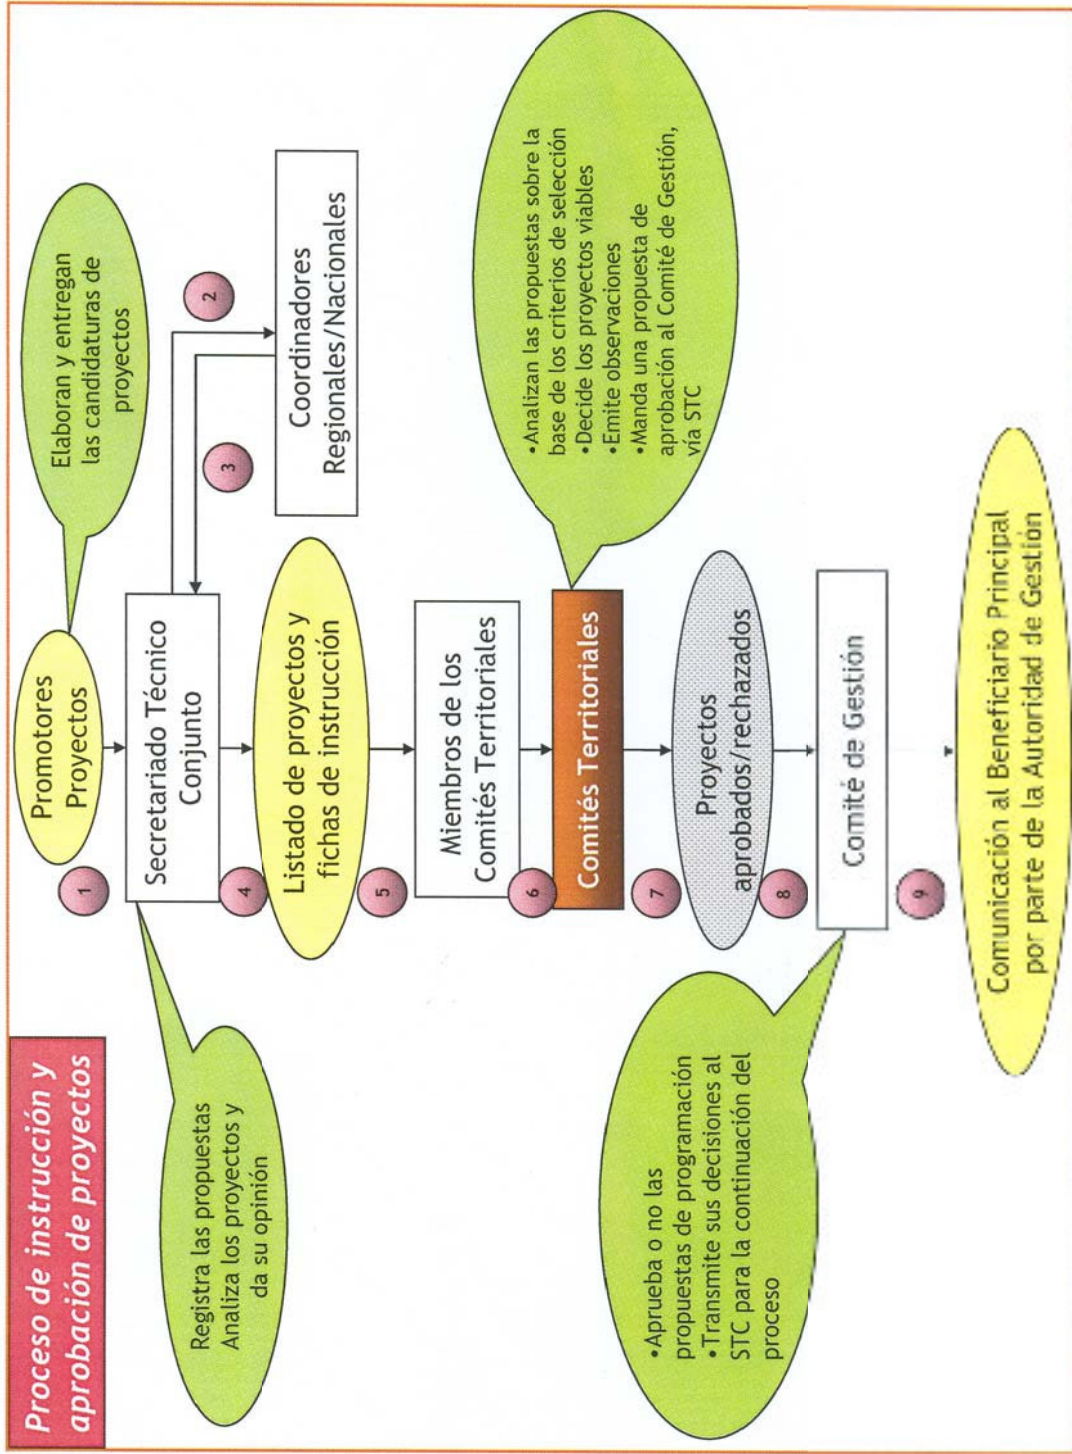 Proceso de instrucción y
aprobación de proyectos
Promotores
Proyectos
Elaboran y entregan
las candidaturas de
proyectos
1
Secretariado Técnico
Conjunto
Registra las propuestas
Analiza los proyectos y
da su opinión
2
3
Coordinadores
Regionales/Nacionales
4
Listado de proyectos y
fichas de instrucción
5
Miembros de los
Comités Territoriales
6
Comités Territoriales
•Analizan las propuestas sobre la
base de los criterios de selección
•Decide los proyectos viables
•Emite observaciones
•Manda una propuesta de
aprobación al Comité de Gestión,
vía STC
7
Proyectos
aprobados/rechazados
8
Comité de Gestión
•Aprueba o no las
propuestas de programación
•Transmite sus decisiones al
STC para la continuación del
proceso
9
Comunicación al Beneficiario Principal
por parte de la Autoridad de Gestión